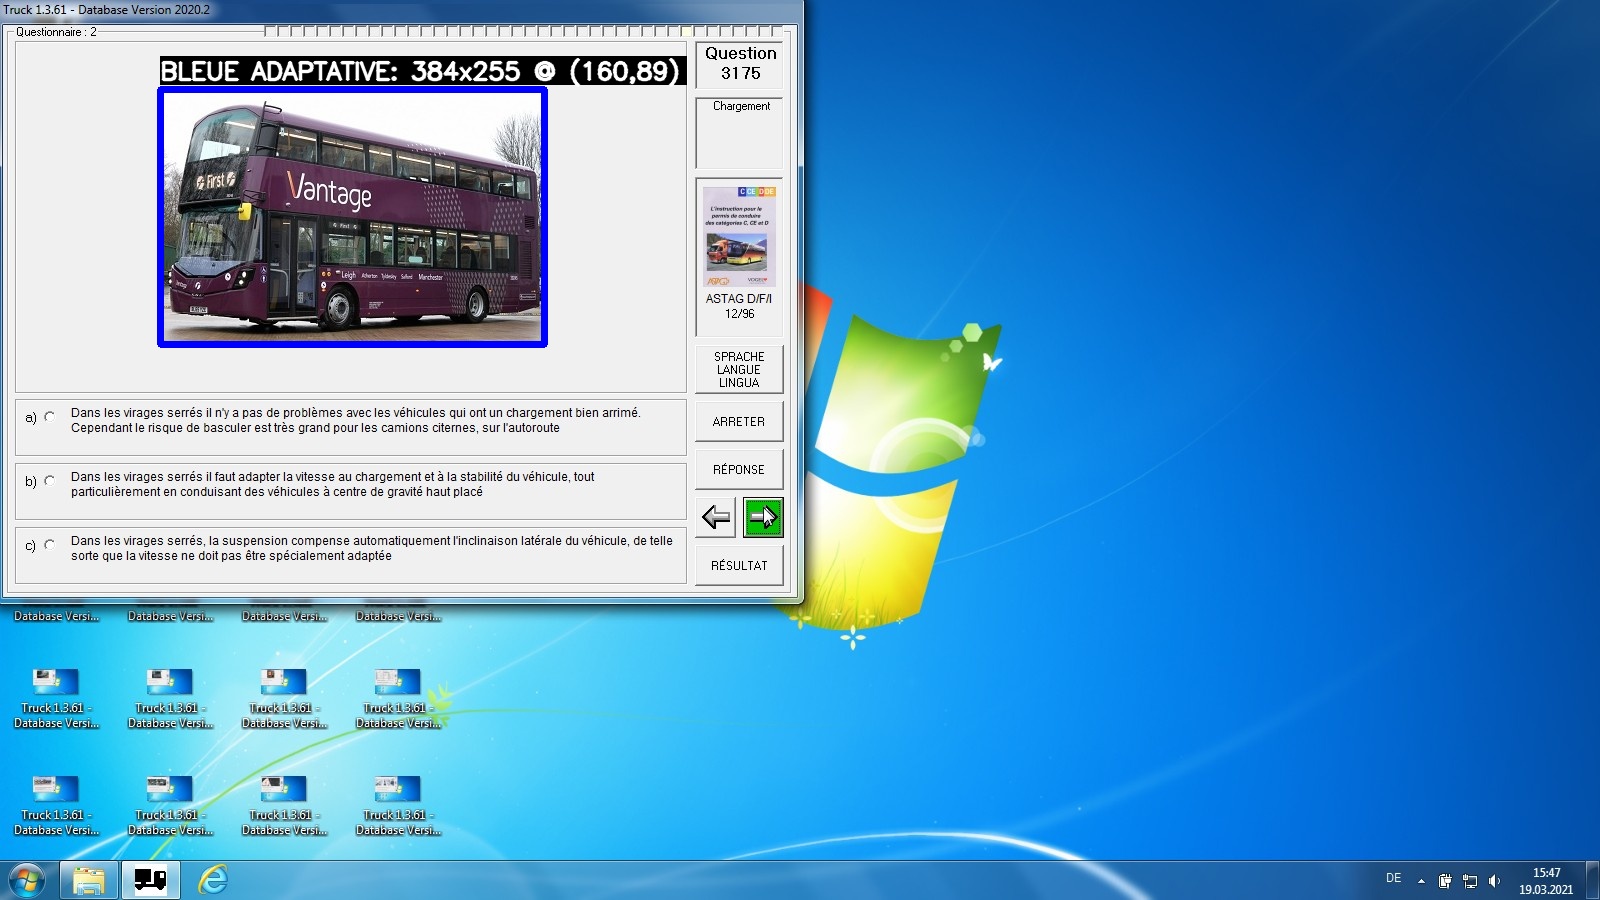 Truck 1.3.61 - Database Version 2020.2
Questionnaire : 2
BLEUE ADAPTATIVE: 384x255 @ (160,89)
Question
3175
Chargement
First
Vantage
First
Leigh Atherton Tyldesley Salford Manchester
Vantage
C CE D DE
L'instruction pour le
permis de conduire
des catégories C, CE et D
ASTAG D/F/I
12/96
SPRACHE
LANGUE
LINGUA
ARRETER
RÉPONSE
RÉSULTAT
a) Dans les virages serrés il n'y a pas de problèmes avec les véhicules qui ont un chargement bien arrimé.
Cependant le risque de basculer est très grand pour les camions citernes, sur l'autoroute
b) Dans les virages serrés il faut adapter la vitesse au chargement et à la stabilité du véhicule, tout
particulièrement en conduisant des véhicules à centre de gravité haut placé
c) Dans les virages serrés, la suspension compense automatiquement l'inclinaison latérale du véhicule, de telle
sorte que la vitesse ne doit pas être spécialement adaptée
Database Versi... Database Versi... Database Versi... Database Versi...
Truck 1.3.61 - Truck 1.3.61 - Truck 1.3.61 - Truck 1.3.61 -
Database Versi... Database Versi... Database Versi... Database Versi...
Truck 1.3.61 - Truck 1.3.61 - Truck 1.3.61 - Truck 1.3.61 -
Database Versi... Database Versi... Database Versi... Database Versi...
DE
15:47
19.03.2021